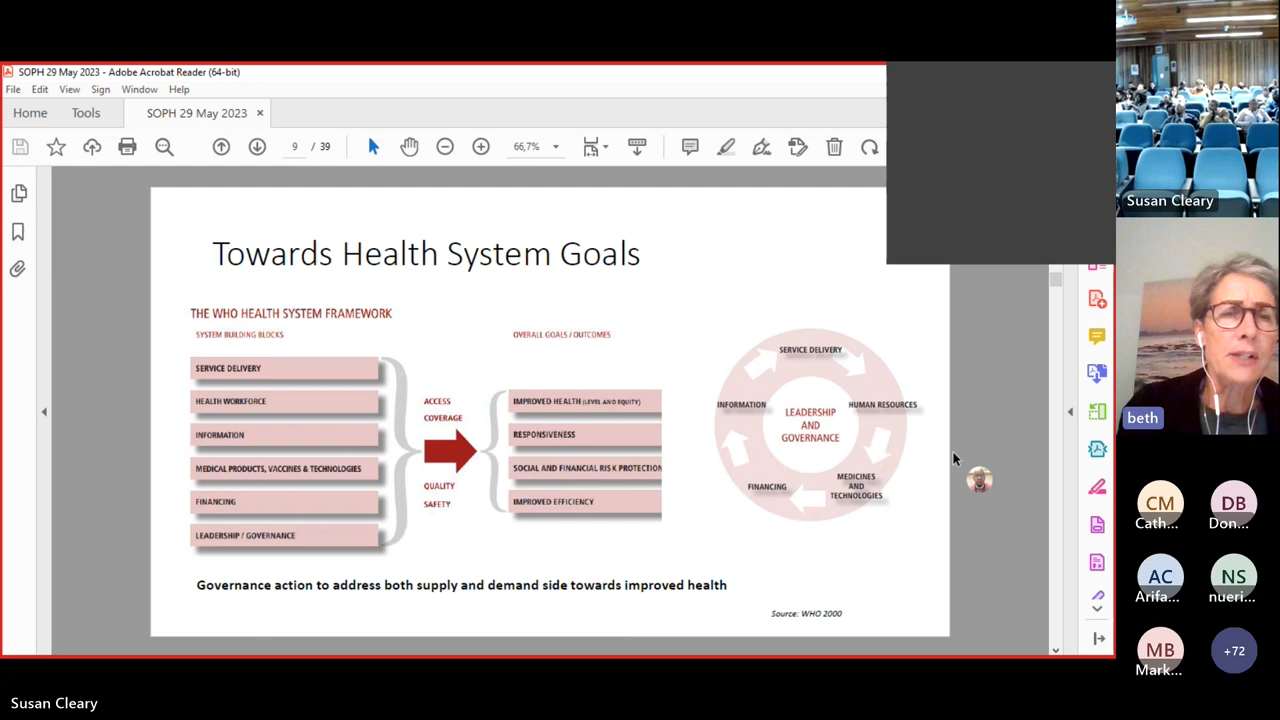 SOPH 29 May 2023 - Adobe Acrobat Reader (64-bit)
File Edit View Sign Window Help
Home Tools SOPH 29 May 2023 ×
9 / 39 66,7%
Towards Health System Goals
THE WHO HEALTH SYSTEM FRAMEWORK
SYSTEM BUILDING BLOCKS
SERVICE DELIVERY
HEALTH WORKFORCE
INFORMATION
MEDICAL PRODUCTS, VACCINES & TECHNOLOGIES
FINANCING
LEADERSHIP / GOVERNANCE
ACCESS
COVERAGE
QUALITY
SAFETY
OVERALL GOALS / OUTCOMES
IMPROVED HEALTH (LEVEL AND EQUITY)
RESPONSIVENESS
SOCIAL AND FINANCIAL RISK PROTECTION
IMPROVED EFFICIENCY
SERVICE DELIVERY
INFORMATION
HUMAN RESOURCES
LEADERSHIP
AND
GOVERNANCE
FINANCING
MEDICINES
AND
TECHNOLOGIES
Governance action to address both supply and demand side towards improved health
Source: WHO 2000
Susan Cleary
beth
CM DB
Cath... Don...
AC NS
Arifa... nueri...
MB +72
Mark...
Susan Cleary